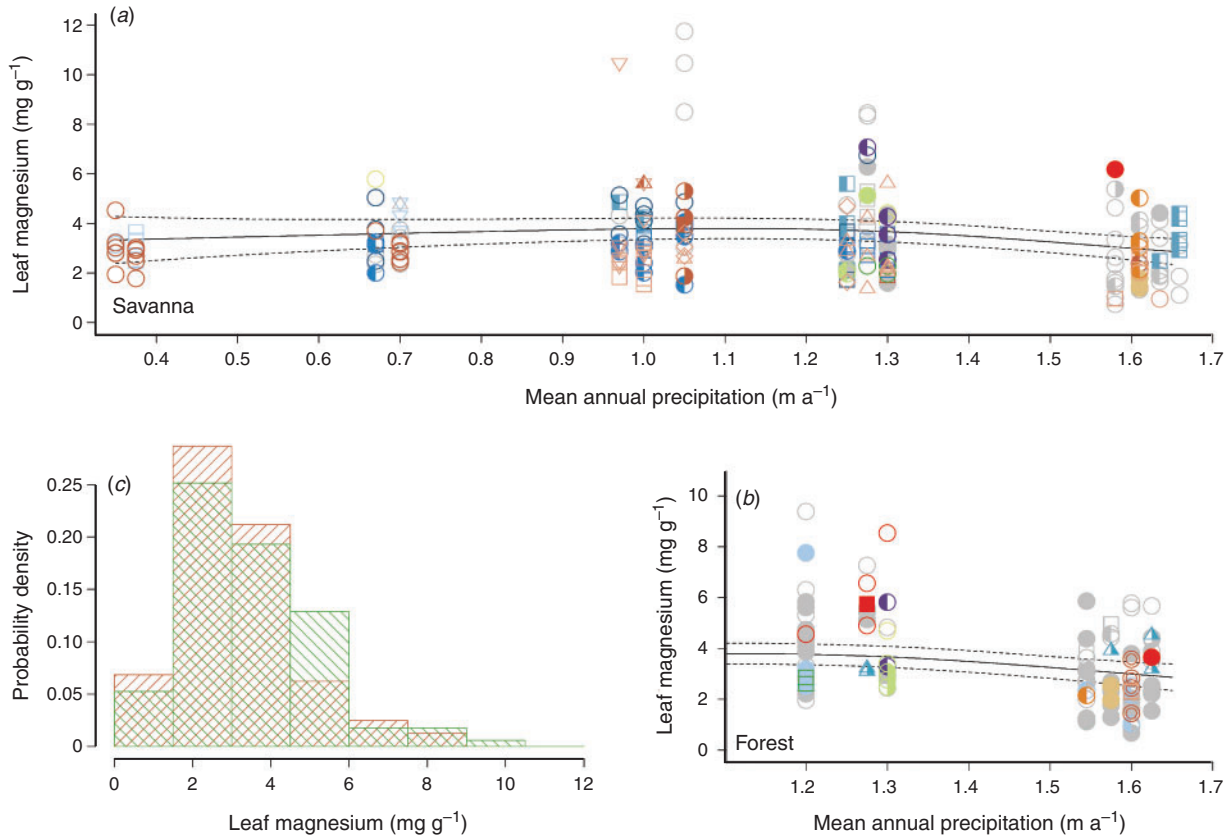 (a)
12
10
8
6
4
2
0
Leaf magnesium (mg g⁻¹)
Savanna
0.4 0.5 0.6 0.7 0.8 0.9 1.0 1.1 1.2 1.3 1.4 1.5 1.6 1.7
Mean annual precipitation (m a⁻¹)
(c)
0.25
0.20
0.15
0.10
0.05
0
Probability density
0 2 4 6 8 10 12
Leaf magnesium (mg g⁻¹)
(b)
10
8
6
4
2
0
Leaf magnesium (mg g⁻¹)
Forest
1.2 1.3 1.4 1.5 1.6 1.7
Mean annual precipitation (m a⁻¹)